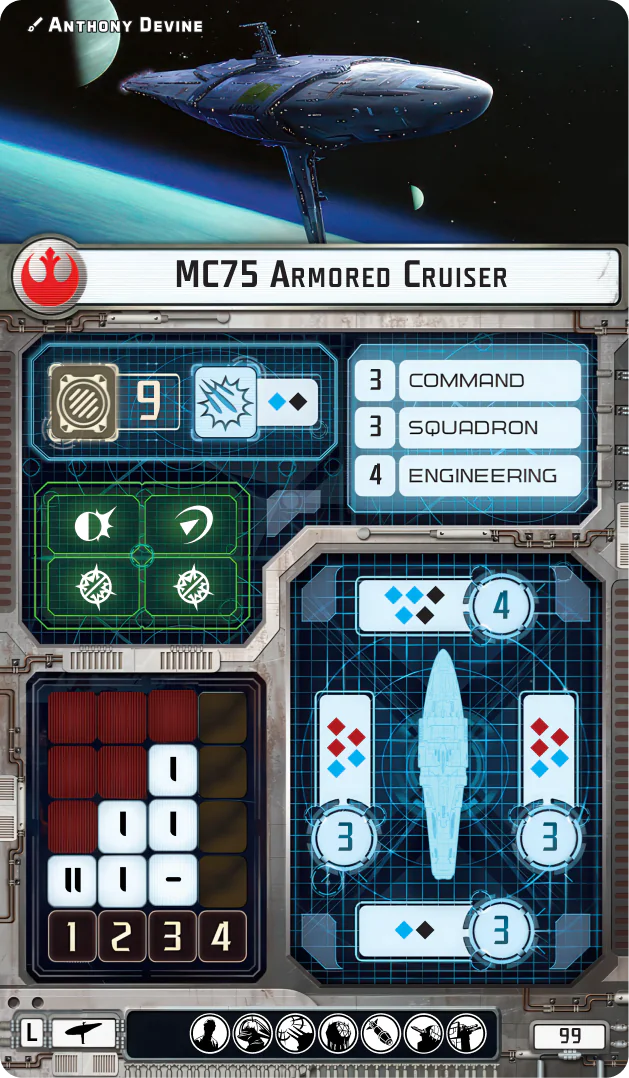 Anthony Devine
MC75 Armored Cruiser
9
3 COMMAND
3 SQUADRON
4 ENGINEERING
4
I
I I
II I -
3 3
1 2 3 4
3
L
99